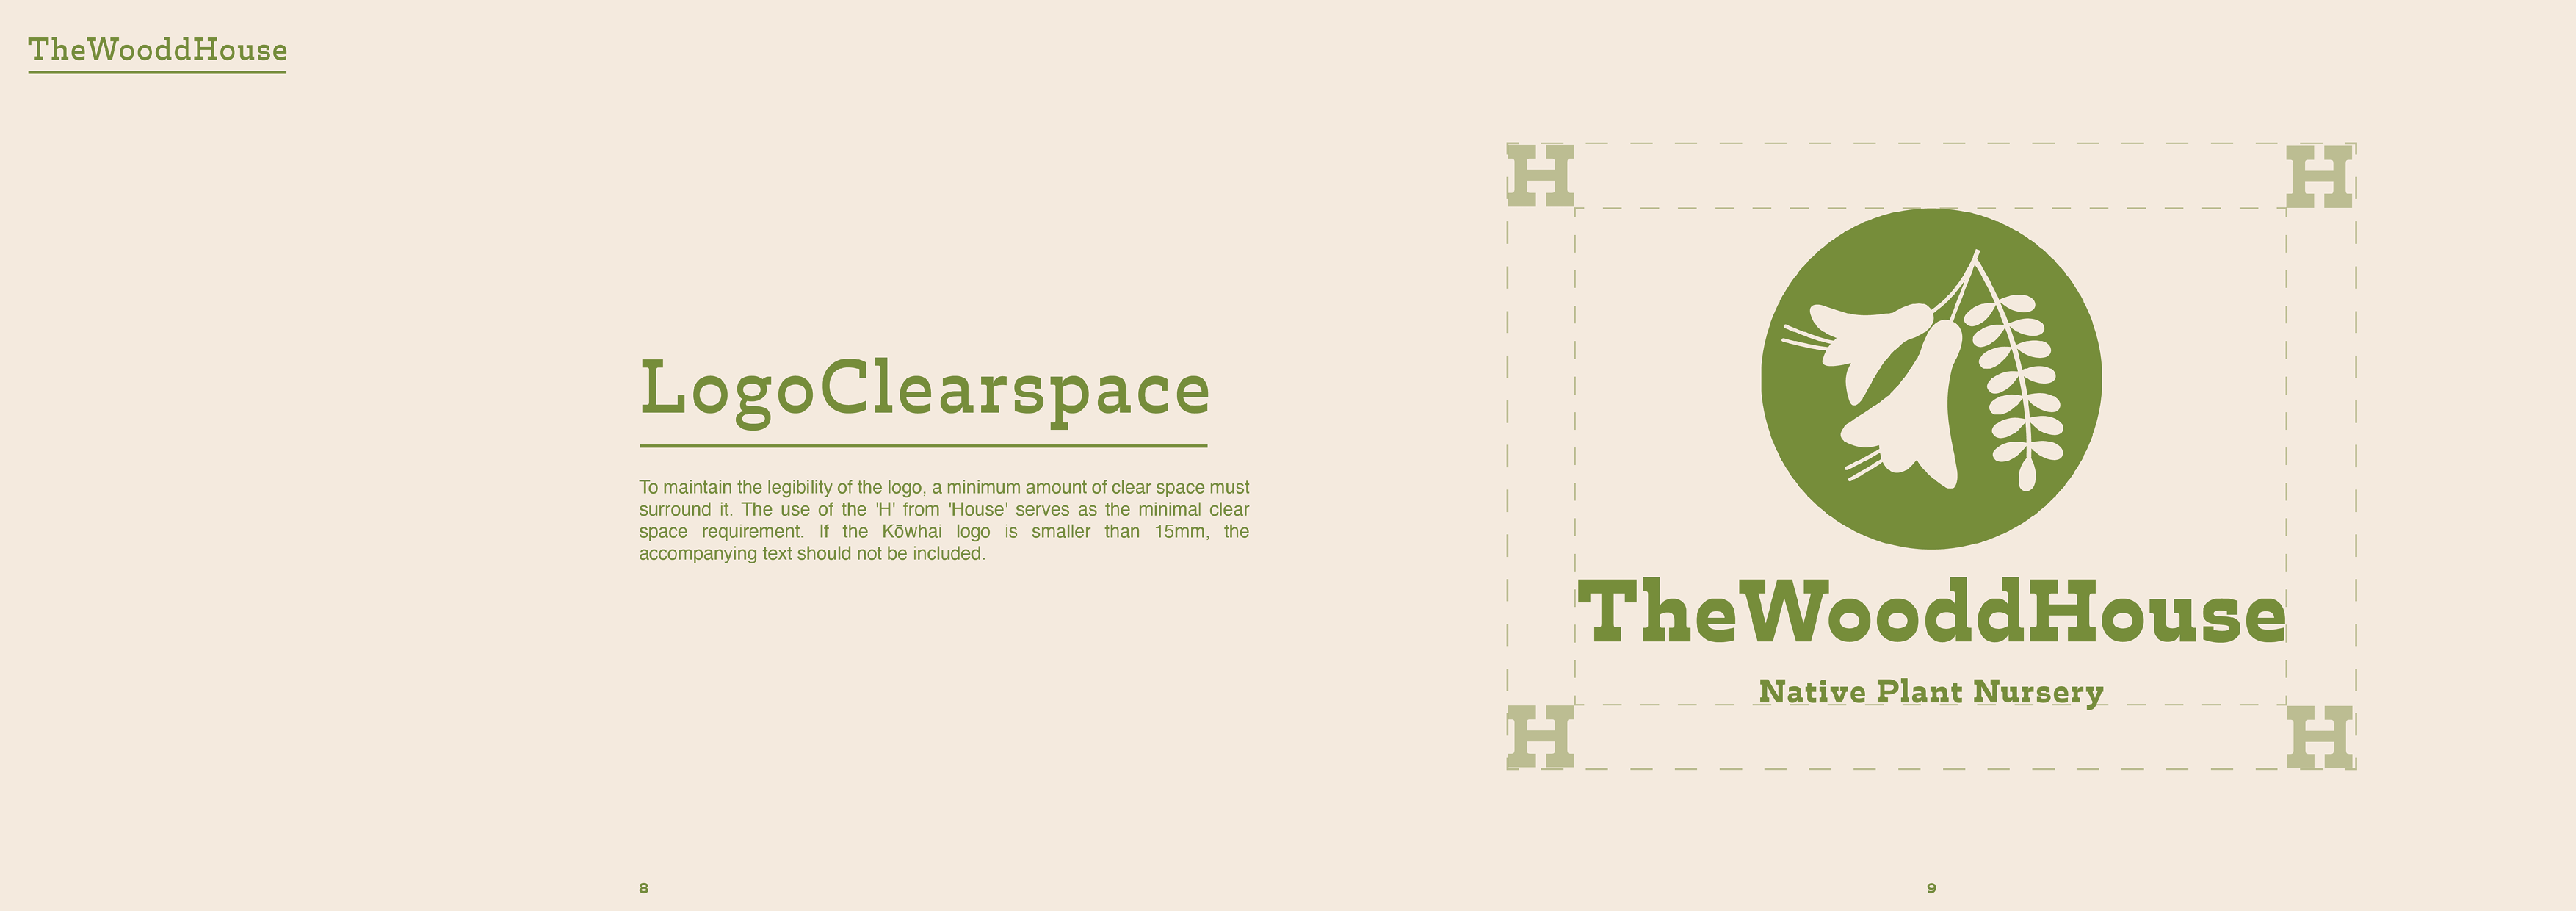 TheWooddHouse
LogoClearspace
To maintain the legibility of the logo, a minimum amount of clear space must
surround it. The use of the 'H' from 'House' serves as the minimal clear
space requirement. If the Kōwhai logo is smaller than 15mm, the
accompanying text should not be included.
8
H H
TheWooddHouse
Native Plant Nursery
H H
9